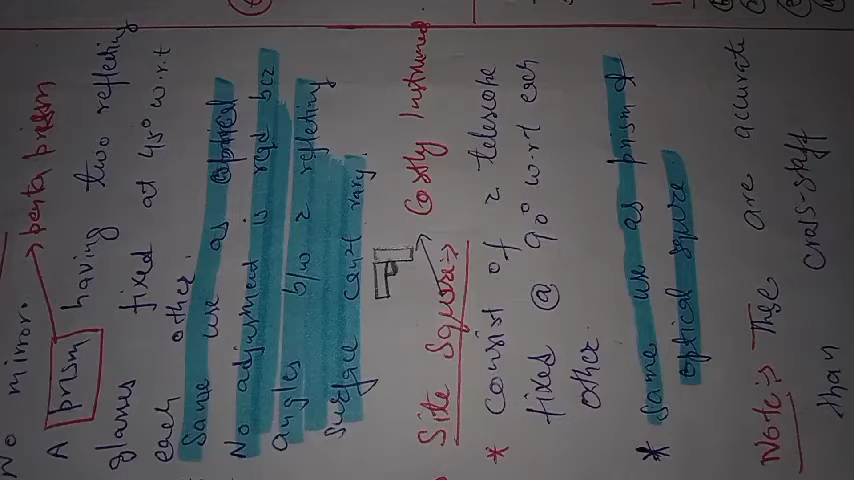 No mirror. → penta prism
A prism having two reflecting
glasses fixed at 45° w.r.t
each other.
Same use as optical
No adjustment is reqd bcz
angles b/w 2 reflecting
surface can't vary.
Site Square :→ Costly Instrument.
* Consist of 2 telescope
fixed @ 90° w.r.t each
other.
* Same use as prism &
optical square.
Note :→ These are accurate
than cross-staff